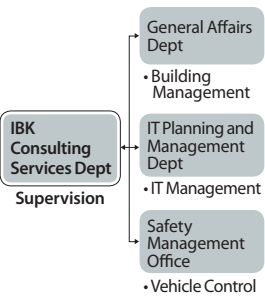 General Affairs
Dept
• Building
Management
IBK
Consulting
Services Dept
Supervision
IT Planning and
Management
Dept
• IT Management
Safety
Management
Office
• Vehicle Control